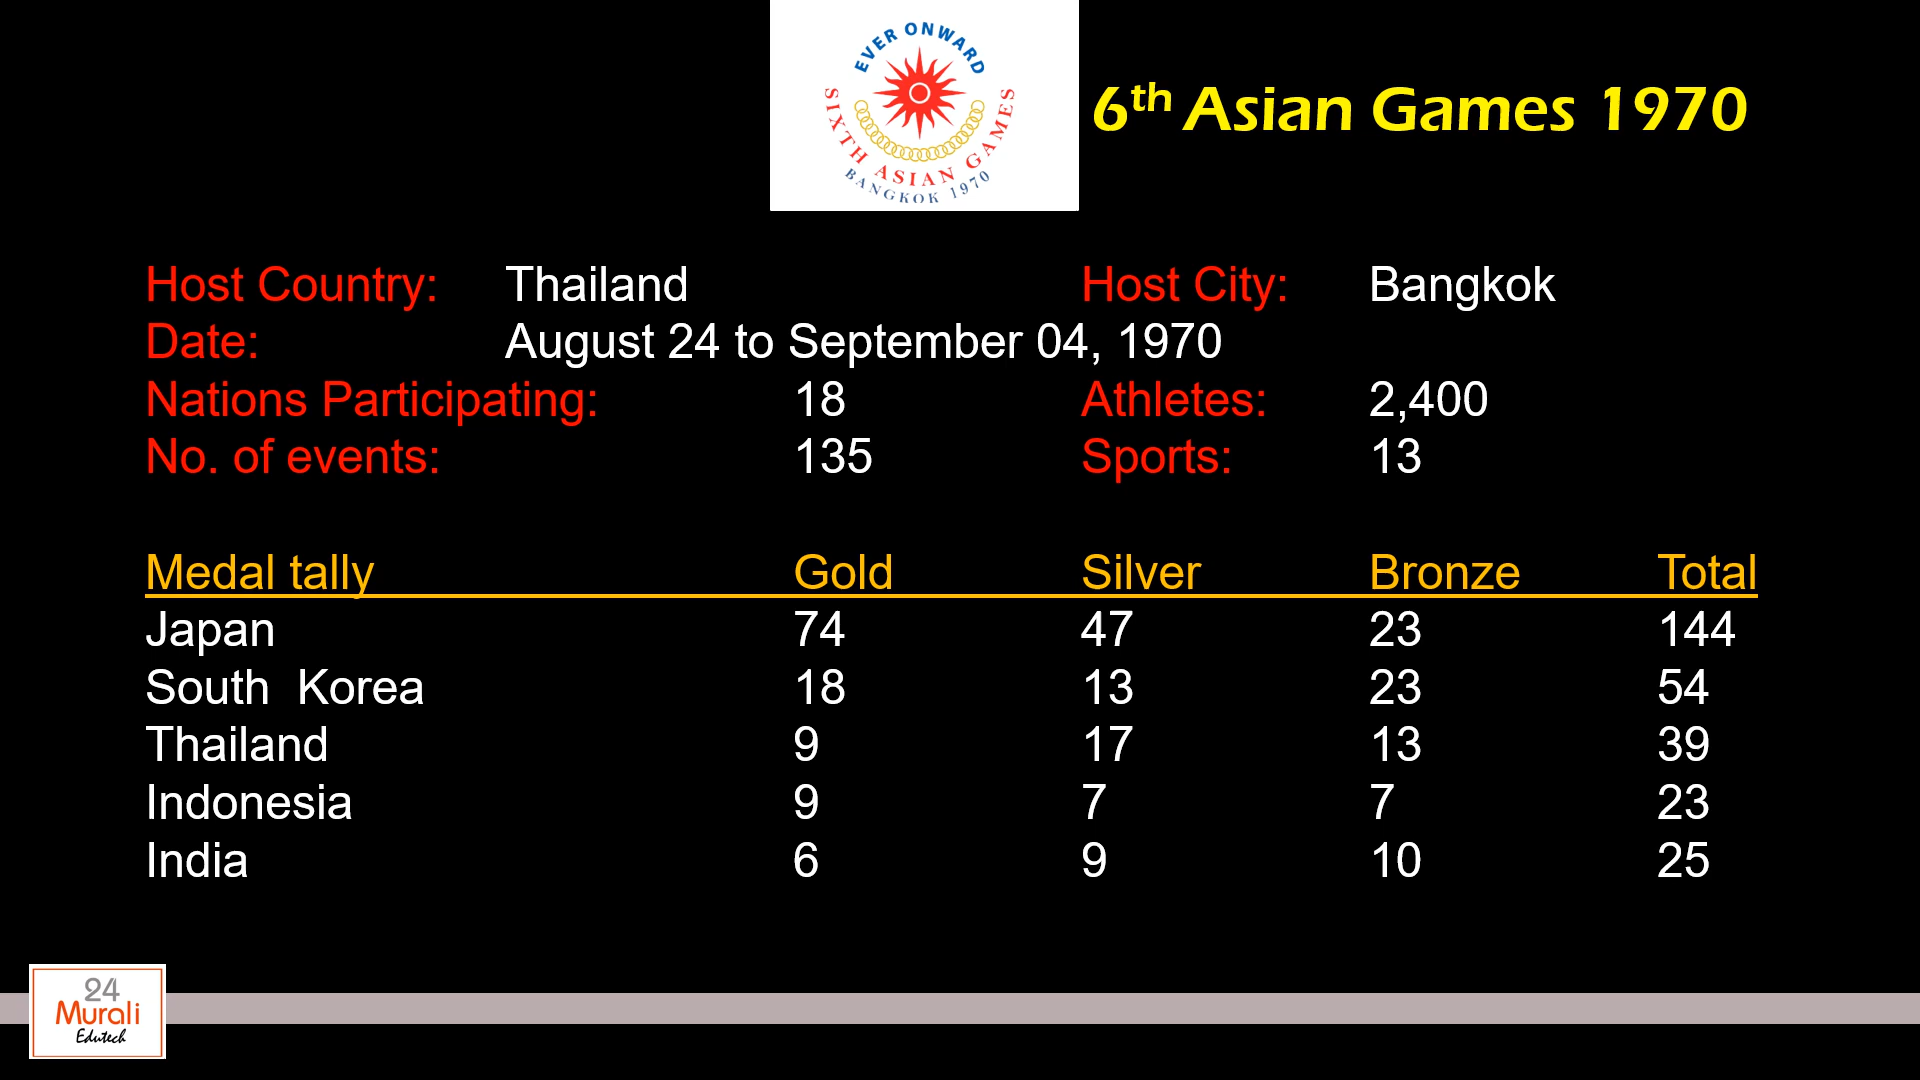 EVER ONWARD
SIXTH ASIAN GAMES
BANGKOK 1970
6th Asian Games 1970
Host Country: Thailand Host City: Bangkok
Date: August 24 to September 04, 1970
Nations Participating: 18 Athletes: 2,400
No. of events: 135 Sports: 13
Medal tally Gold Silver Bronze Total
Japan 74 47 23 144
South Korea 18 13 23 54
Thailand 9 17 13 39
Indonesia 9 7 7 23
India 6 9 10 25
24
Murali
Edutech